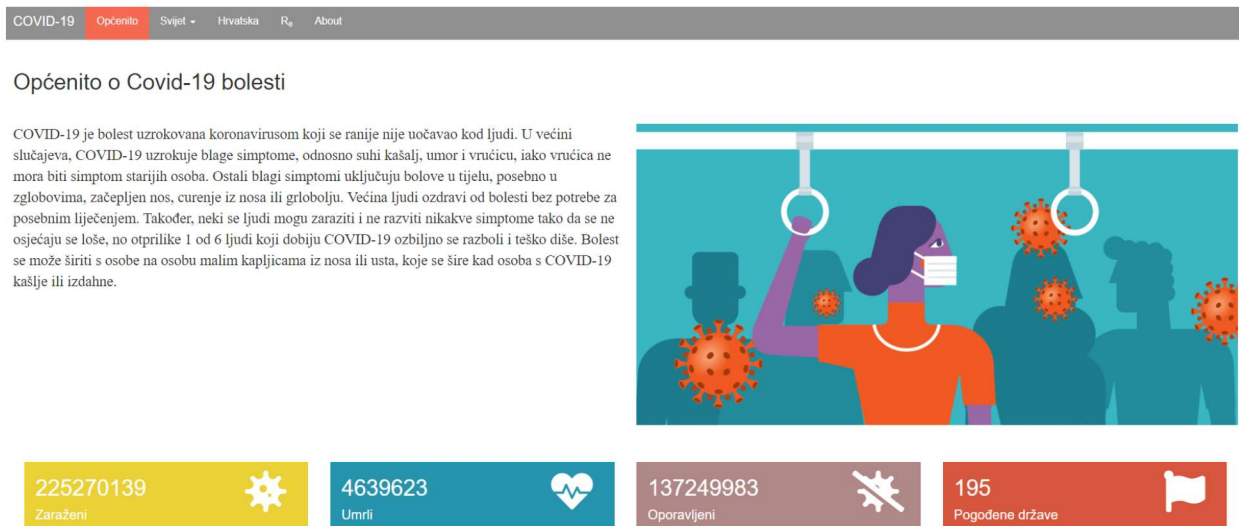 COVID-19 Općenito Svijet Hrvatska R₀ About
Općenito o Covid-19 bolesti
COVID-19 je bolest uzrokovana koronavirusom koji se ranije nije uočavao kod ljudi. U većini
slučajeva, COVID-19 uzrokuje blage simptome, odnosno suhi kašalj, umor i vrućicu, iako vrućica ne
mora biti simptom starijih osoba. Ostali blagi simptomi uključuju bolove u tijelu, posebno u
zglobovima, začepljen nos, curenje iz nosa ili grlobolju. Većina ljudi ozdravi od bolesti bez potrebe za
posebnim liječenjem. Također, neki se ljudi mogu zaraziti i ne razviti nikakve simptome tako da se ne
osjećaju se loše, no otprilike 1 od 6 ljudi koji dobiju COVID-19 ozbiljno se razboli i teško diše. Bolest
se može širiti s osobe na osobu malim kapljicama iz nosa ili usta, koje se šire kad osoba s COVID-19
kašlje ili izdahne.
225270139
Zaraženi
4639623
Umrli
137249983
Oporavljeni
195
Pogođene države